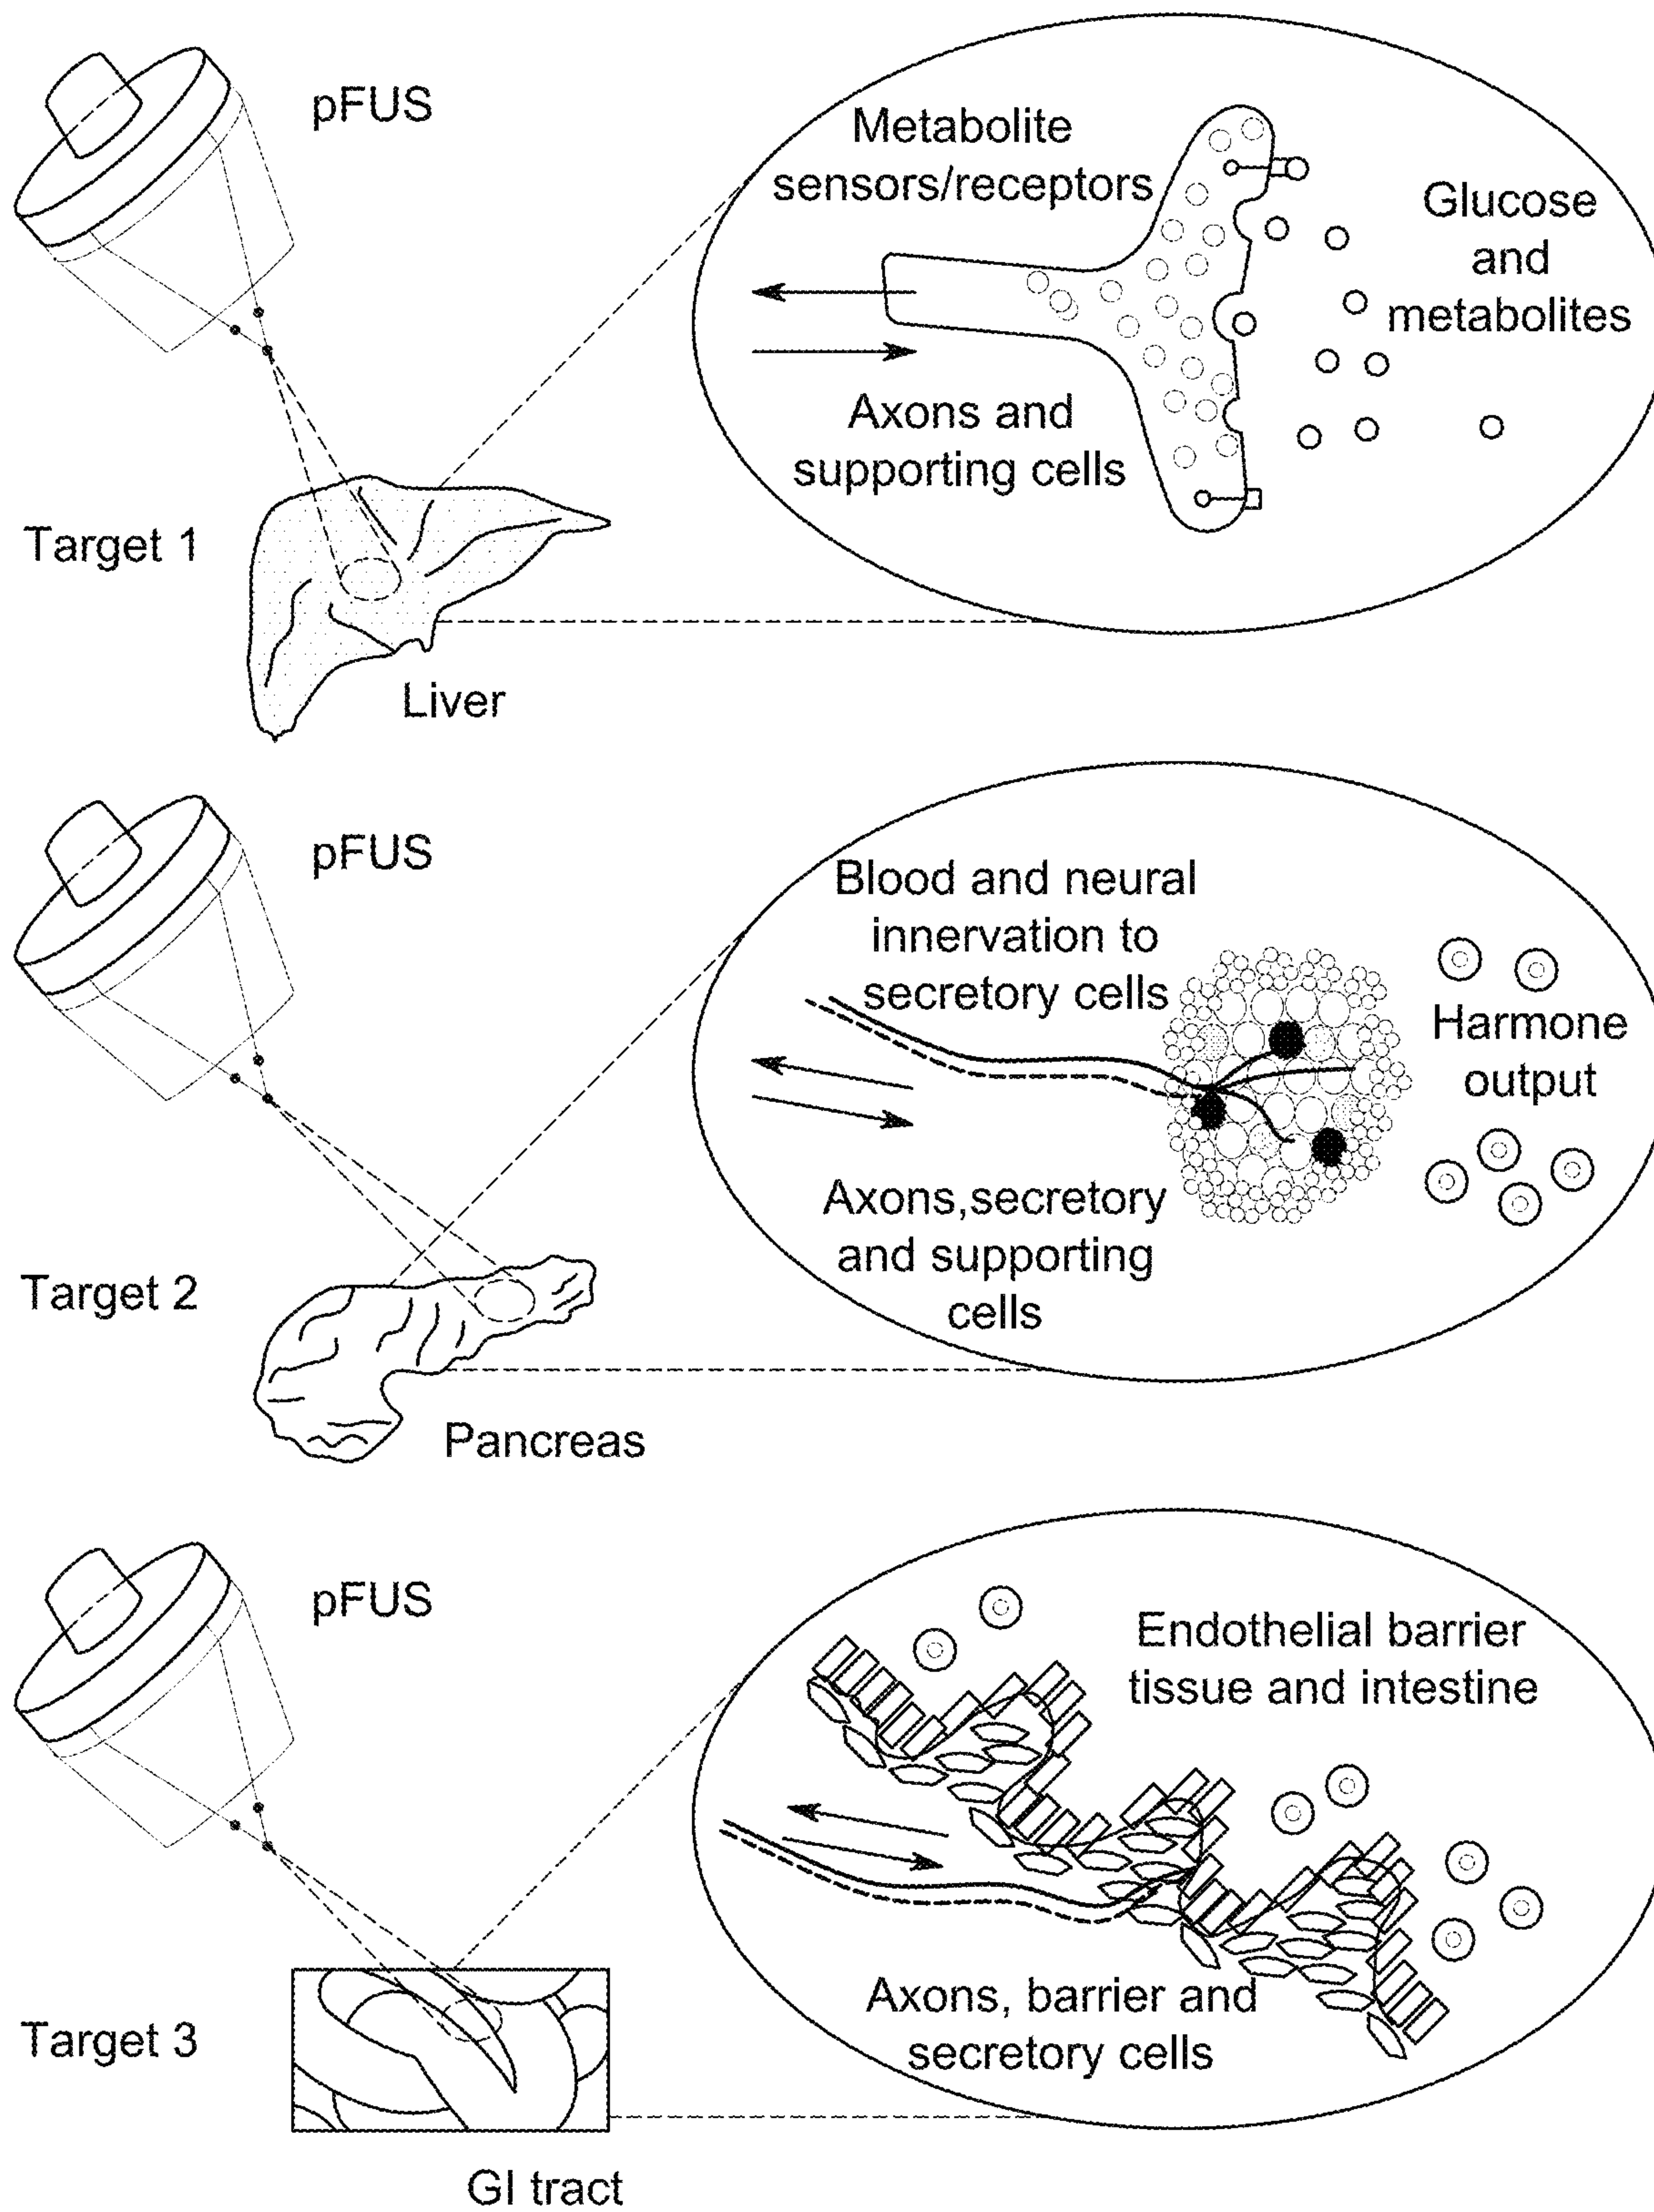 pFUS
Metabolite
sensors/receptors
Glucose
and
metabolites
Axons and
supporting cells
Target 1
Liver
pFUS
Blood and neural
innervation to
secretory cells
Harmone
output
Axons,secretory
and supporting
cells
Target 2
Pancreas
pFUS
Endothelial barrier
tissue and intestine
Axons, barrier and
secretory cells
Target 3
GI tract